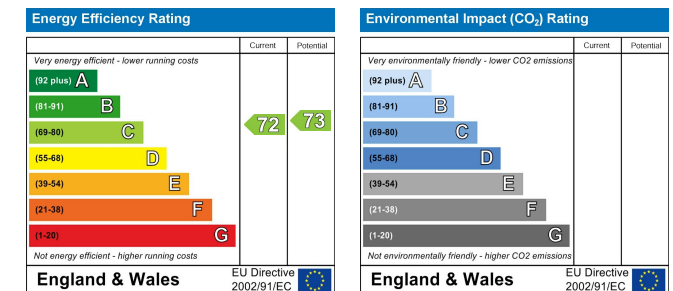 Energy Efficiency Rating
Current Potential
Very energy efficient - lower running costs
(92 plus) A
(81-91) B
(69-80) C
72 73
(55-68) D
(39-54) E
(21-38) F
(1-20) G
Not energy efficient - higher running costs
England & Wales
EU Directive
2002/91/EC
Environmental Impact (CO₂) Rating
Current Potential
Very environmentally friendly - lower CO2 emissions
(92 plus) A
(81-91) B
(69-80) C
(55-68) D
(39-54) E
(21-38) F
(1-20) G
Not environmentally friendly - higher CO2 emissions
England & Wales
EU Directive
2002/91/EC